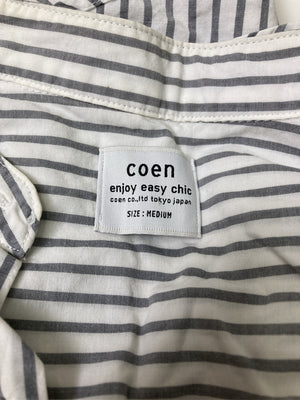 coen
enjoy easy chic
coen co.,ltd tokyo japan
SIZE : MEDIUM